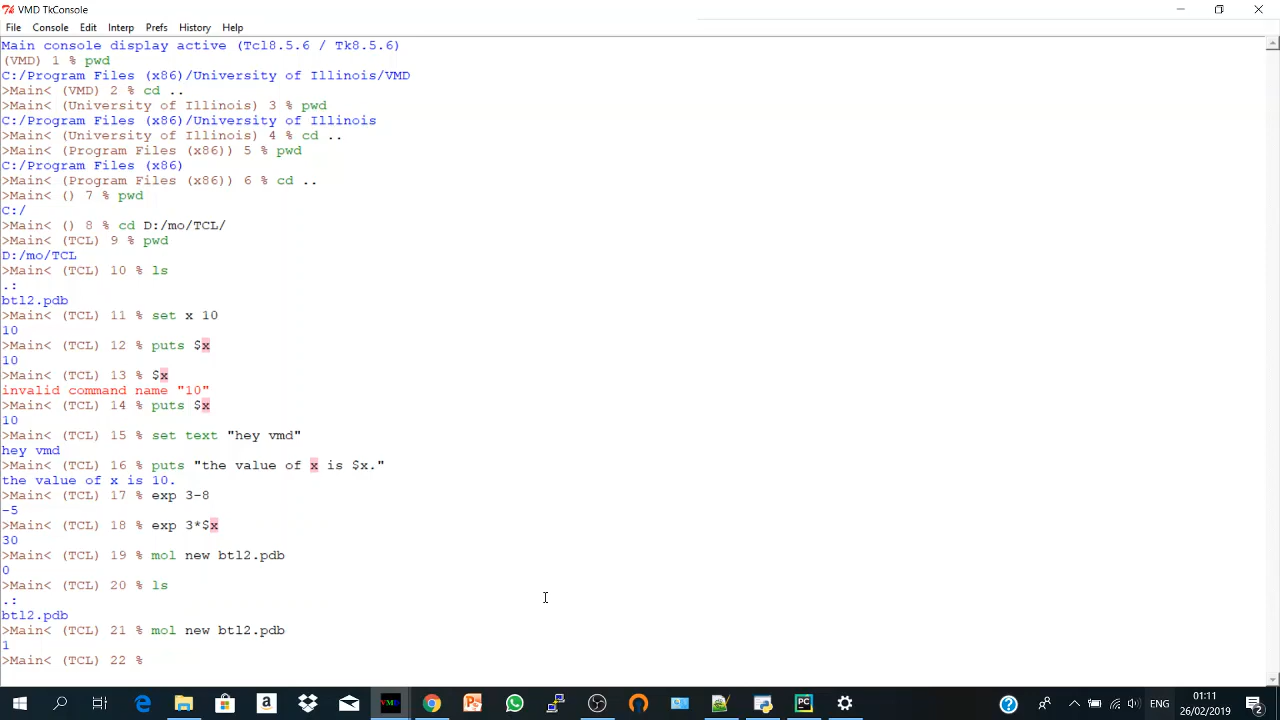 VMD TkConsole
File Console Edit Interp Prefs History Help
Main console display active (Tcl8.5.6 / Tk8.5.6)
(VMD) 1 % pwd
C:/Program Files (x86)/University of Illinois/VMD
>Main< (VMD) 2 % cd ..
>Main< (University of Illinois) 3 % pwd
C:/Program Files (x86)/University of Illinois
>Main< (University of Illinois) 4 % cd ..
>Main< (Program Files (x86)) 5 % pwd
C:/Program Files (x86)
>Main< (Program Files (x86)) 6 % cd ..
>Main< () 7 % pwd
C:/
>Main< () 8 % cd D:/mo/TCL/
>Main< (TCL) 9 % pwd
D:/mo/TCL
>Main< (TCL) 10 % ls
.:
btl2.pdb
>Main< (TCL) 11 % set x 10
10
>Main< (TCL) 12 % puts $x
10
>Main< (TCL) 13 % $x
invalid command name "10"
>Main< (TCL) 14 % puts $x
10
>Main< (TCL) 15 % set text "hey vmd"
hey vmd
>Main< (TCL) 16 % puts "the value of x is $x."
the value of x is 10.
>Main< (TCL) 17 % exp 3-8
-5
>Main< (TCL) 18 % exp 3*$x
30
>Main< (TCL) 19 % mol new btl2.pdb
0
>Main< (TCL) 20 % ls
.:
btl2.pdb
>Main< (TCL) 21 % mol new btl2.pdb
1
>Main< (TCL) 22 %
ENG 01:11
26/02/2019 2